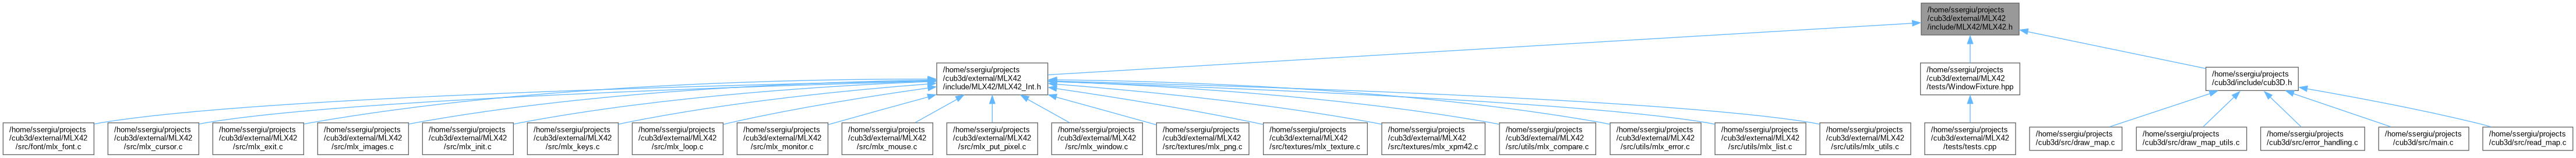 /home/ssergiu/projects
/cub3d/external/MLX42
/include/MLX42/MLX42.h
/home/ssergiu/projects
/cub3d/external/MLX42
/include/MLX42/MLX42_Int.h
/home/ssergiu/projects
/cub3d/external/MLX42
/tests/WindowFixture.hpp
/home/ssergiu/projects
/cub3d/include/cub3D.h
/home/ssergiu/projects
/cub3d/external/MLX42
/src/font/mlx_font.c
/home/ssergiu/projects
/cub3d/external/MLX42
/src/mlx_cursor.c
/home/ssergiu/projects
/cub3d/external/MLX42
/src/mlx_exit.c
/home/ssergiu/projects
/cub3d/external/MLX42
/src/mlx_images.c
/home/ssergiu/projects
/cub3d/external/MLX42
/src/mlx_init.c
/home/ssergiu/projects
/cub3d/external/MLX42
/src/mlx_keys.c
/home/ssergiu/projects
/cub3d/external/MLX42
/src/mlx_loop.c
/home/ssergiu/projects
/cub3d/external/MLX42
/src/mlx_monitor.c
/home/ssergiu/projects
/cub3d/external/MLX42
/src/mlx_mouse.c
/home/ssergiu/projects
/cub3d/external/MLX42
/src/mlx_put_pixel.c
/home/ssergiu/projects
/cub3d/external/MLX42
/src/mlx_window.c
/home/ssergiu/projects
/cub3d/external/MLX42
/src/textures/mlx_png.c
/home/ssergiu/projects
/cub3d/external/MLX42
/src/textures/mlx_texture.c
/home/ssergiu/projects
/cub3d/external/MLX42
/src/textures/mlx_xpm42.c
/home/ssergiu/projects
/cub3d/external/MLX42
/src/utils/mlx_compare.c
/home/ssergiu/projects
/cub3d/external/MLX42
/src/utils/mlx_error.c
/home/ssergiu/projects
/cub3d/external/MLX42
/src/utils/mlx_list.c
/home/ssergiu/projects
/cub3d/external/MLX42
/src/utils/mlx_utils.c
/home/ssergiu/projects
/cub3d/external/MLX42
/tests/tests.cpp
/home/ssergiu/projects
/cub3d/src/draw_map.c
/home/ssergiu/projects
/cub3d/src/draw_map_utils.c
/home/ssergiu/projects
/cub3d/src/error_handling.c
/home/ssergiu/projects
/cub3d/src/main.c
/home/ssergiu/projects
/cub3d/src/read_map.c